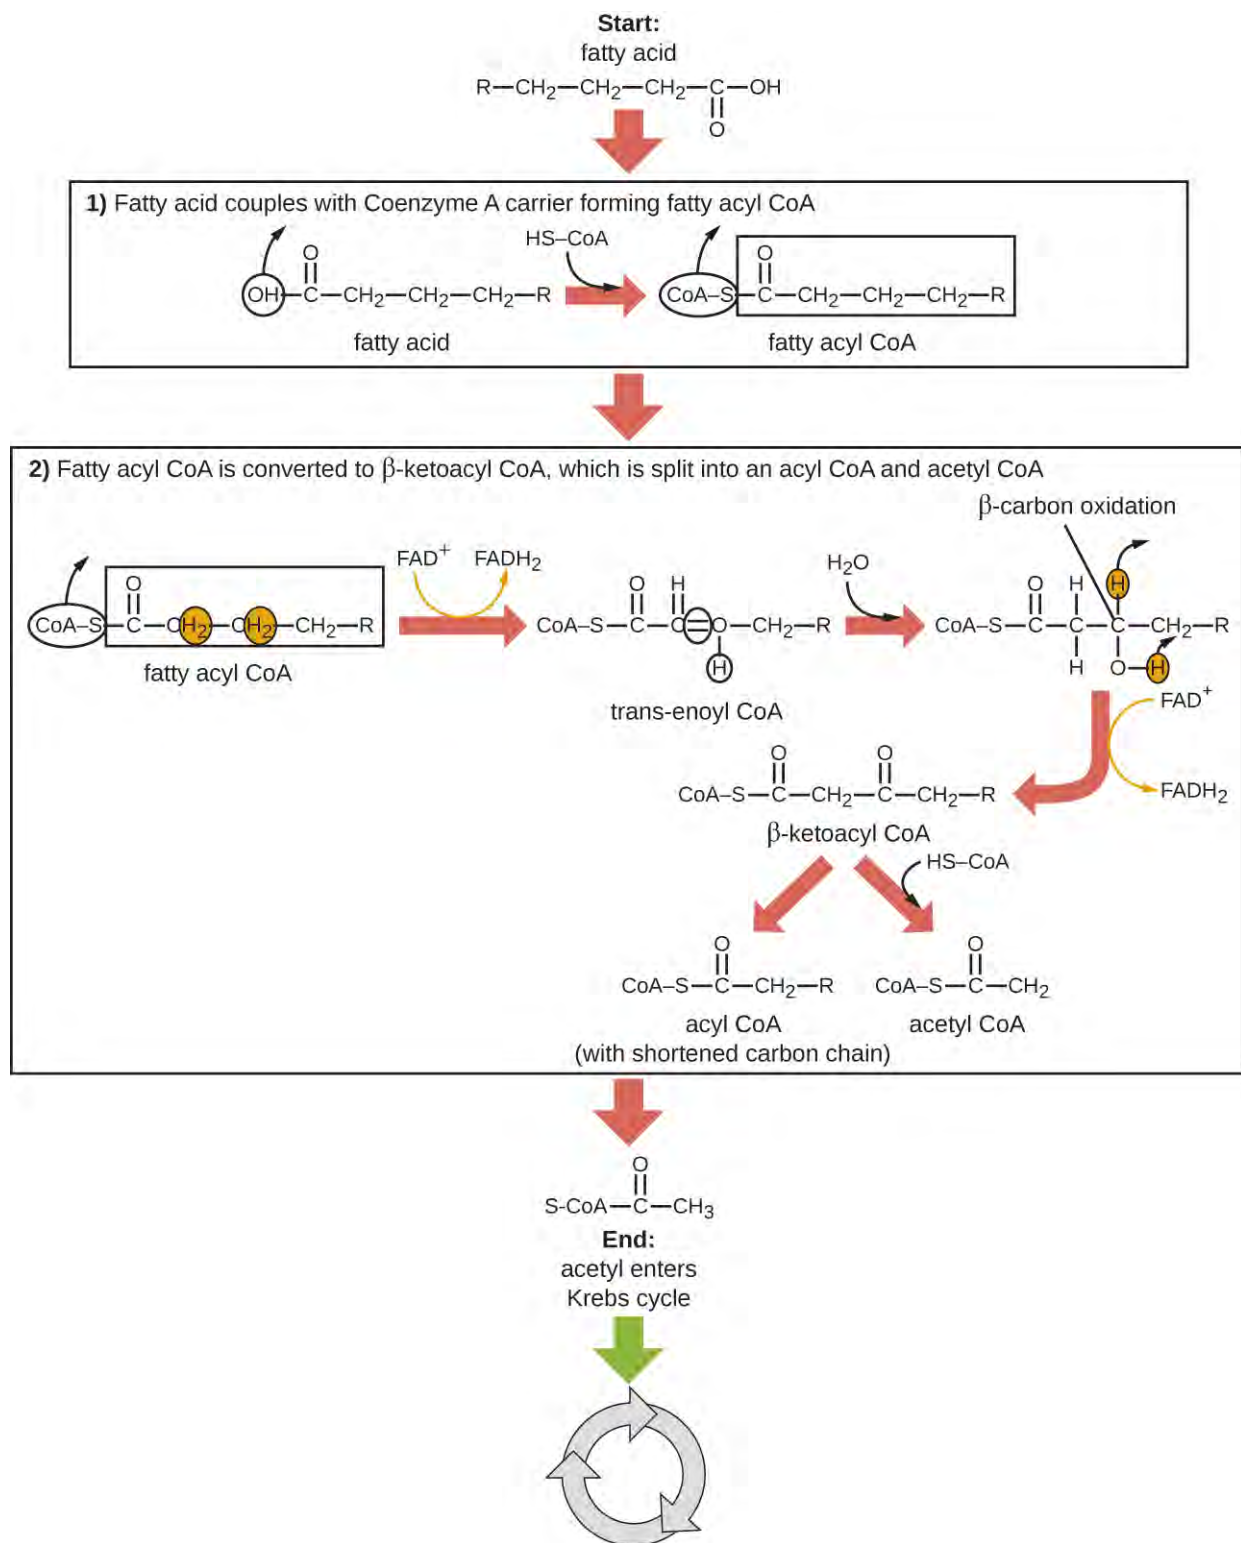 Start:
fatty acid
R—CH₂—CH₂—CH₂—C—OH
O
1) Fatty acid couples with Coenzyme A carrier forming fatty acyl CoA
HS–CoA
O
O
OH—C—CH₂—CH₂—CH₂—R
CoA–S—C—CH₂—CH₂—CH₂—R
fatty acid
fatty acyl CoA
2) Fatty acyl CoA is converted to β-ketoacyl CoA, which is split into an acyl CoA and acetyl CoA
β-carbon oxidation
FAD⁺
FADH₂
H₂O
O
O
H
O
H
H
CoA–S—C—CH₂—CH₂—CH₂—R
CoA–S—C—C=C—CH₂—R
CoA–S—C—C—C—CH₂—R
H
H
O—H
fatty acyl CoA
trans-enoyl CoA
FAD⁺
O
O
CoA–S—C—CH₂—C—CH₂—R
FADH₂
β-ketoacyl CoA
HS–CoA
O
O
CoA–S—C—CH₂—R
CoA–S—C—CH₂
acyl CoA
acetyl CoA
(with shortened carbon chain)
O
S-CoA—C—CH₃
End:
acetyl enters
Krebs cycle